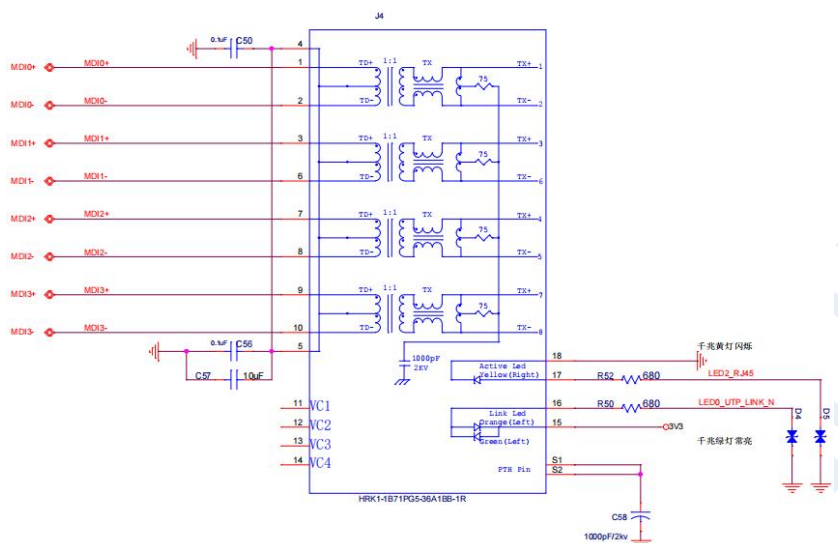 J4
0.1uF C50
4
MDI0+ MDI0+ 1 TD+ 1:1 TX TX+ 1
75
MDI0- MDI0- 2 TD- TX- 2
MDI1+ MDI1+ 3 TD+ 1:1 TX TX+ 3
75
MDI1- MDI1- 6 TD- TX- 6
MDI2+ MDI2+ 7 TD+ 1:1 TX TX+ 4
75
MDI2- MDI2- 8 TD- TX- 5
MDI3+ MDI3+ 9 TD+ 1:1 TX TX+ 7
75
MDI3- MDI3- 10 TD- TX- 8
0.1uF C56 5
C57 10uF
1000pF
2KV
千兆黄灯闪烁
18
Active Led
Yellow(Right)
17 R52 680 LED2_RJ45
16 R50 680 LED0_UTP_LINK_N
Link Led
Orange(Left)
15 3V3
Green(Left)
D4 D5
千兆绿灯常亮
11 VC1
12 VC2
13 VC3
14 VC4
S1
PTH Pin S2
HRK1-1B71PG5-36A1BB-1R
C58
1000pF/2kv